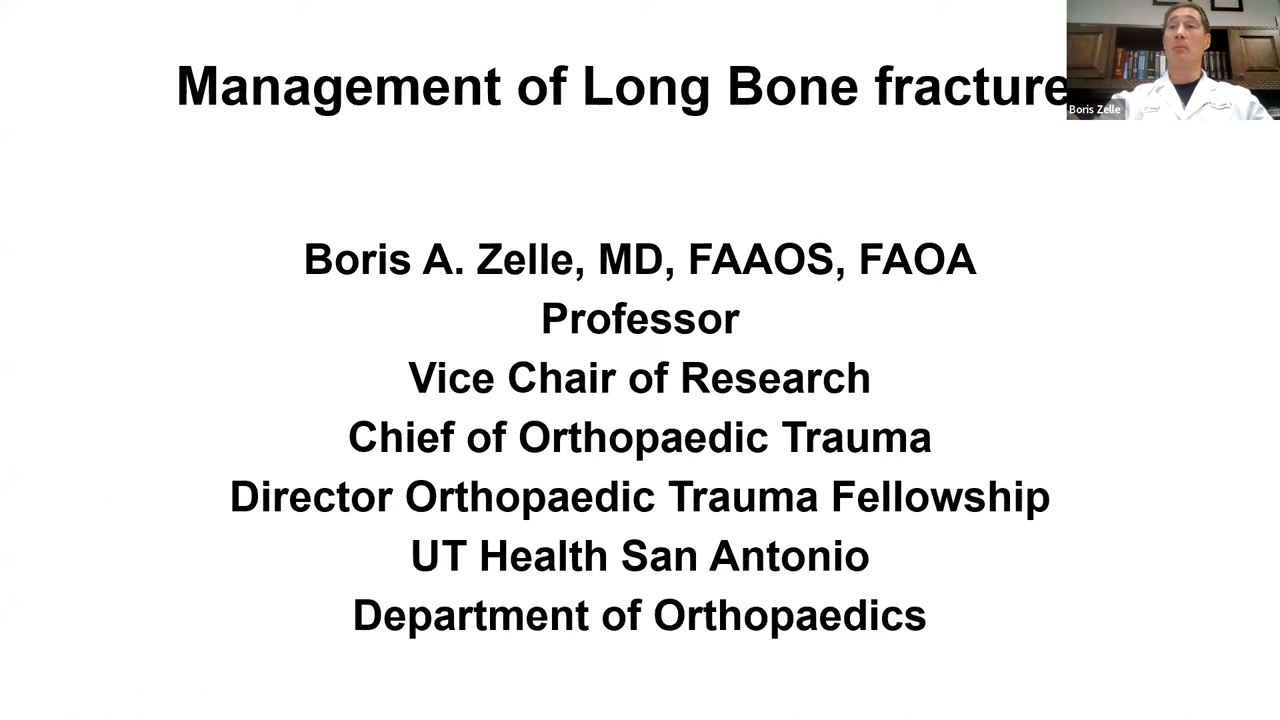 Management of Long Bone fracture
Boris Zelle
Boris A. Zelle, MD, FAAOS, FAOA
Professor
Vice Chair of Research
Chief of Orthopaedic Trauma
Director Orthopaedic Trauma Fellowship
UT Health San Antonio
Department of Orthopaedics